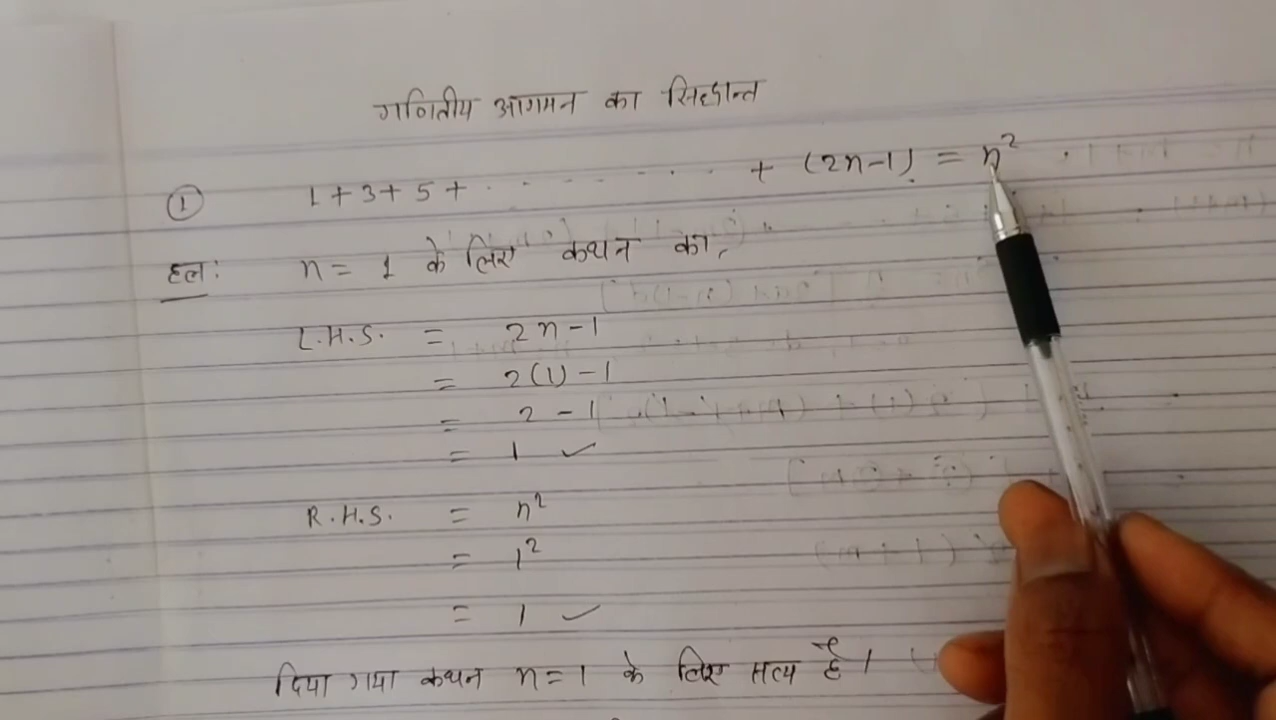 गणितीय आगमन का सिद्धान्त
① 1 + 3 + 5 + . . . . . . . . . + (2n-1) = n²
हल: n = 1 के लिए कथन का,
L.H.S. = 2n-1
= 2(1) - 1
= 2 - 1
= 1 ✓
R.H.S. = n²
= 1²
= 1 ✓
दिया गया कथन n=1 के लिए सत्य है।